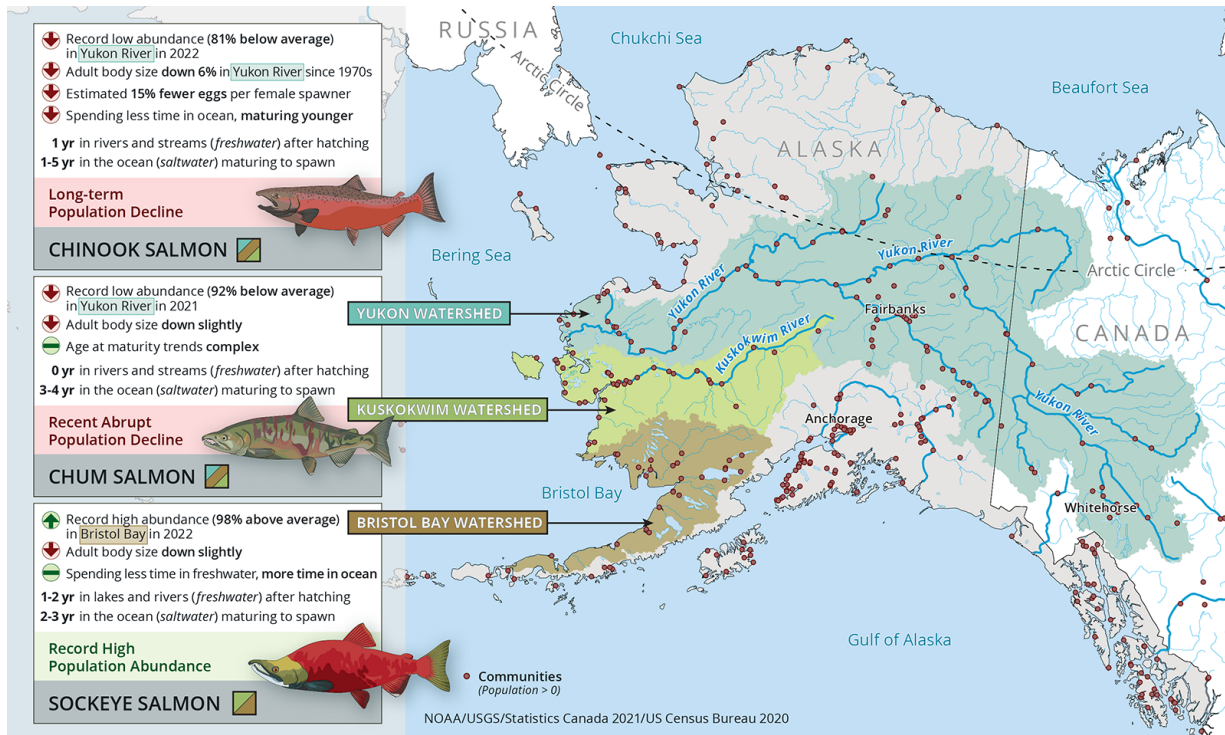 Record low abundance (81% below average)
in Yukon River in 2022
Adult body size down 6% in Yukon River since 1970s
Estimated 15% fewer eggs per female spawner
Spending less time in ocean, maturing younger
1 yr in rivers and streams (freshwater) after hatching
1-5 yr in the ocean (saltwater) maturing to spawn
Long-term
Population Decline
CHINOOK SALMON
Record low abundance (92% below average)
in Yukon River in 2021
Adult body size down slightly
Age at maturity trends complex
0 yr in rivers and streams (freshwater) after hatching
3-4 yr in the ocean (saltwater) maturing to spawn
Recent Abrupt
Population Decline
CHUM SALMON
Record high abundance (98% above average)
in Bristol Bay in 2022
Adult body size down slightly
Spending less time in freshwater, more time in ocean
1-2 yr in lakes and rivers (freshwater) after hatching
2-3 yr in the ocean (saltwater) maturing to spawn
Record High
Population Abundance
SOCKEYE SALMON
RUSSIA
Chukchi Sea
Arctic Circle
Beaufort Sea
ALASKA
Bering Sea
Yukon River
Yukon River
Arctic Circle
YUKON WATERSHED
Fairbanks
Kuskokwim River
CANADA
KUSKOKWIM WATERSHED
Anchorage
Yukon River
Bristol Bay
Whitehorse
BRISTOL BAY WATERSHED
Gulf of Alaska
Communities
(Population > 0)
NOAA/USGS/Statistics Canada 2021/US Census Bureau 2020